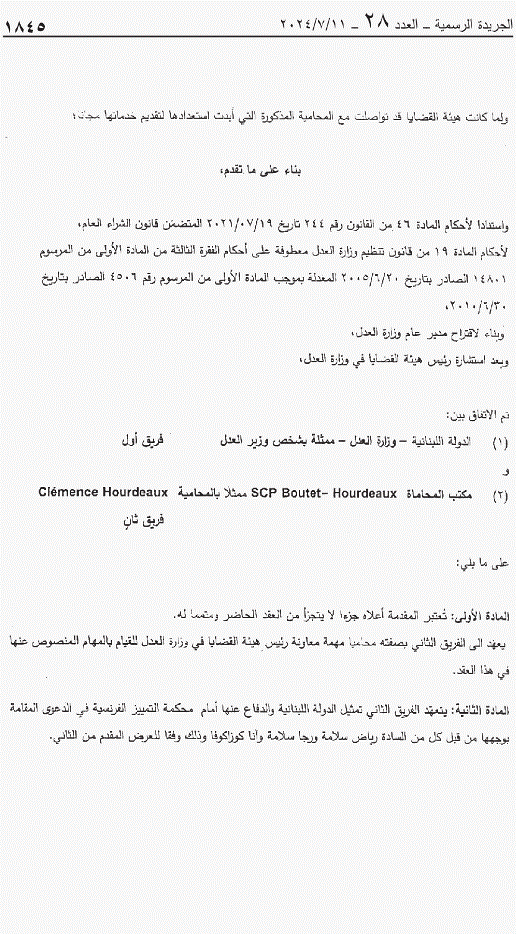 الجريدة الرسمية ـ العدد ٢٨ ـ ٢٠٢٤/٧/١١
١٨٤٥
ولما كانت هيئة القضايا قد تواصلت مع المحامية المذكورة التي أبدت استعدادها لتقديم خدماتها مجانا؛
بناء على ما تقدم،
واستنادا لأحكام المادة ٤٦ من القانون رقم ٢٤٤ تاريخ ٢٠٢١/٠٧/١٩ المتضمن قانون الشراء العام،
لأحكام المادة ١٩ من قانون تنظيم وزارة العدل معطوفة على أحكام الفقرة الثالثة من المادة الأولى من المرسوم
١٤٨٠١ الصادر بتاريخ ٢٠٠٥/٦/٢٠ المعدلة بموجب المادة الأولى من المرسوم رقم ٤٥٠٦ الصادر بتاريخ
٢٠١٠/٦/٣٠،
وبناء لاقتراح مدير عام وزارة العدل،
وبعد استشارة رئيس هيئة القضايا في وزارة العدل،
تم الاتفاق بين:
(١) الدولة اللبنانية – وزارة العدل – ممثلة بشخص وزير العدل فريق أول
و
(٢) مكتب المحاماة SCP Boutet– Hourdeaux ممثلا بالمحامية Clémence Hourdeaux
فريق ثانٍ
على ما يلي:
المادة الأولى: تُعتبر المقدمة أعلاه جزءا لا يتجزأ من العقد الحاضر ومتمما له.
يعهد الى الفريق الثاني بصفته محاميا مهمة معاونة رئيس هيئة القضايا في وزارة العدل للقيام بالمهام المنصوص عنها
في هذا العقد.
المادة الثانية: يتعهّد الفريق الثاني تمثيل الدولة اللبنانية والدفاع عنها أمام محكمة التمييز الفرنسية في الدعوى المقامة
بوجهها من قبل كل من السادة رياض سلامة ورجا سلامة وآنا كوزاكوفا وذلك وفقا للعرض المقدم من الثاني.